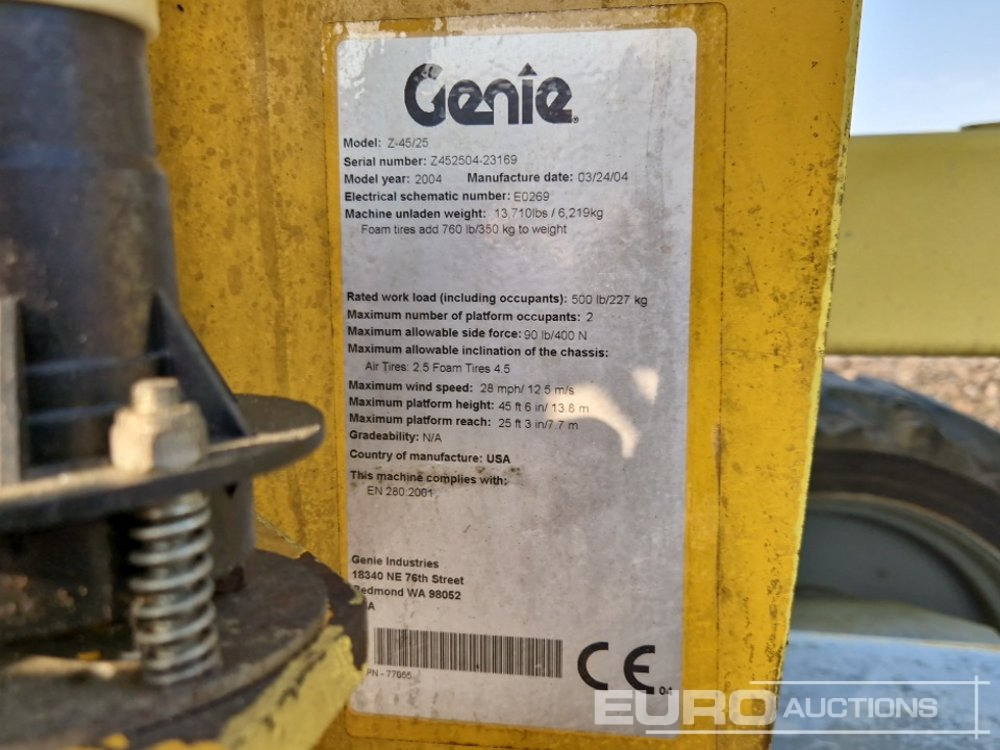 Genie
Model: Z-45/25
Serial number: Z452504-23169
Model year: 2004 Manufacture date: 03/24/04
Electrical schematic number: E0269
Machine unladen weight: 13,710lbs / 6,219kg
Foam tires add 760 lb/350 kg to weight
Rated work load (including occupants): 500 lb/227 kg
Maximum number of platform occupants: 2
Maximum allowable side force: 90 lb/400 N
Maximum allowable inclination of the chassis:
Air Tires: 2.5 Foam Tires 4.5
Maximum wind speed: 28 mph/ 12.5 m/s
Maximum platform height: 45 ft 6 in/ 13.8 m
Maximum platform reach: 25 ft 3 in/7.7 m
Gradeability: N/A
Country of manufacture: USA
This machine complies with:
EN 280:2001
Genie Industries
18340 NE 76th Street
Redmond WA 98052
PN - 77055
CE 04
EURO AUCTIONS